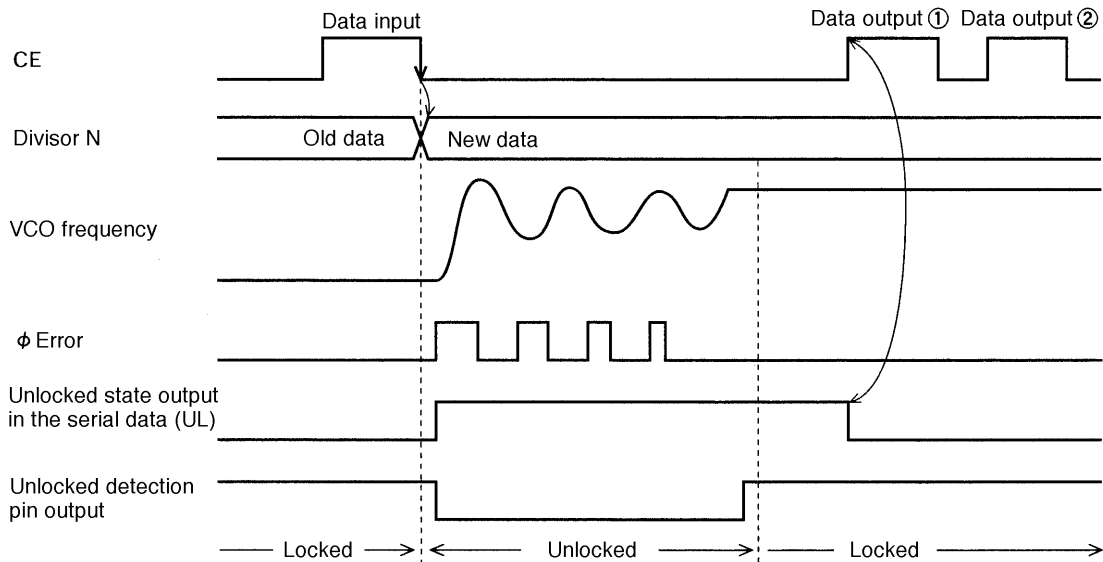 Data input
Data output ①
Data output ②
CE
Divisor N
Old data
New data
VCO frequency
ϕ Error
Unlocked state output
in the serial data (UL)
Unlocked detection
pin output
Locked
Unlocked
Locked